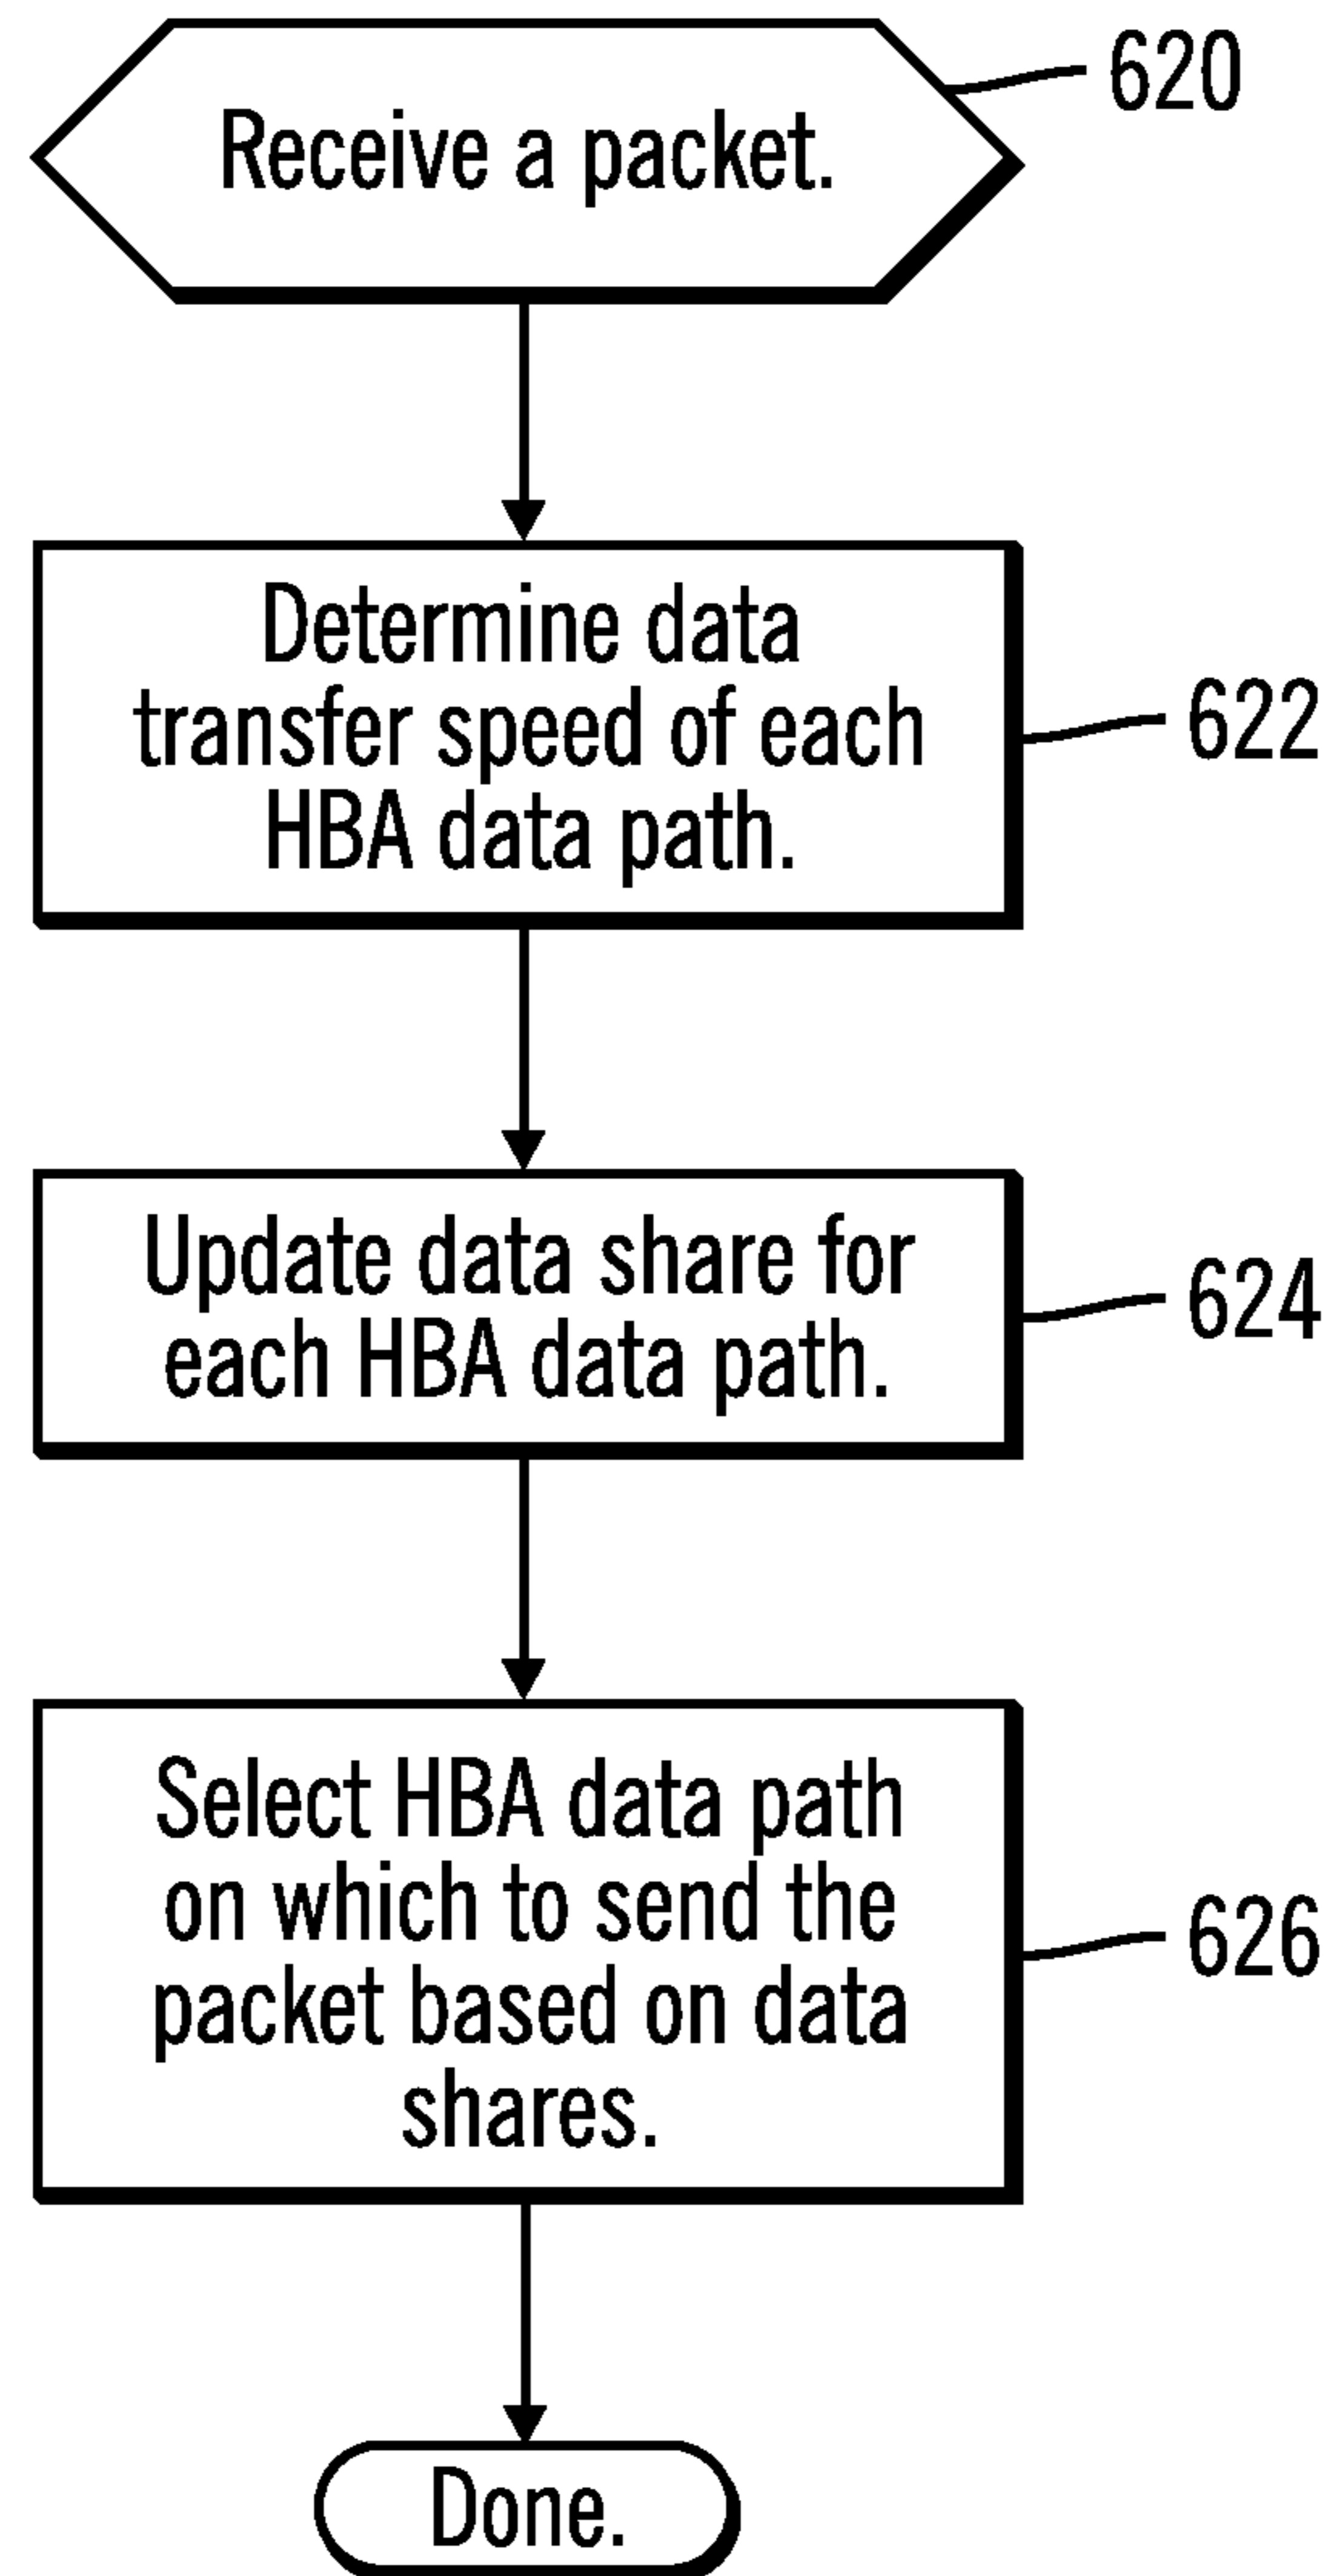 Receive a packet.
620
Determine data
transfer speed of each
HBA data path.
622
Update data share for
each HBA data path.
624
Select HBA data path
on which to send the
packet based on data
shares.
626
Done.